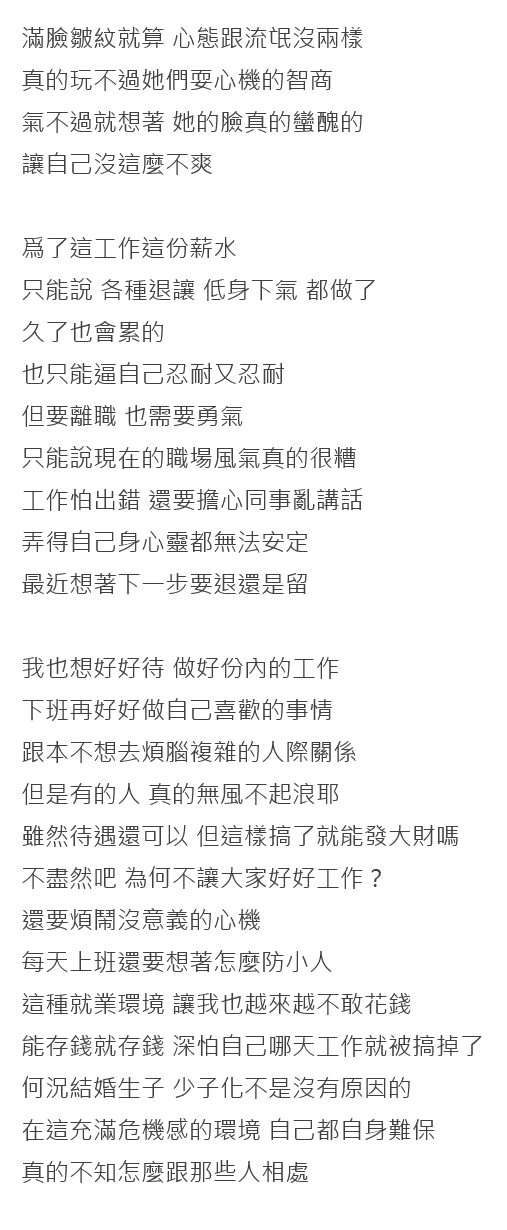 滿臉皺紋就算 心態跟流氓沒兩樣
真的玩不過她們耍心機的智商
氣不過就想著 她的臉真的蠻醜的
讓自己沒這麼不爽
爲了這工作這份薪水
只能說 各種退讓 低身下氣 都做了
久了也會累的
也只能逼自己忍耐又忍耐
但要離職 也需要勇氣
只能說現在的職場風氣真的很糟
工作怕出錯 還要擔心同事亂講話
弄得自己身心靈都無法安定
最近想著下一步要退還是留
我也想好好待 做好份內的工作
下班再好好做自己喜歡的事情
跟本不想去煩腦複雜的人際關係
但是有的人 真的無風不起浪耶
雖然待遇還可以 但這樣搞了就能發大財嗎
不盡然吧 為何不讓大家好好工作？
還要煩鬧沒意義的心機
每天上班還要想著怎麼防小人
這種就業環境 讓我也越來越不敢花錢
能存錢就存錢 深怕自己哪天工作就被搞掉了
何況結婚生子 少子化不是沒有原因的
在這充滿危機感的環境 自己都自身難保
真的不知怎麼跟那些人相處